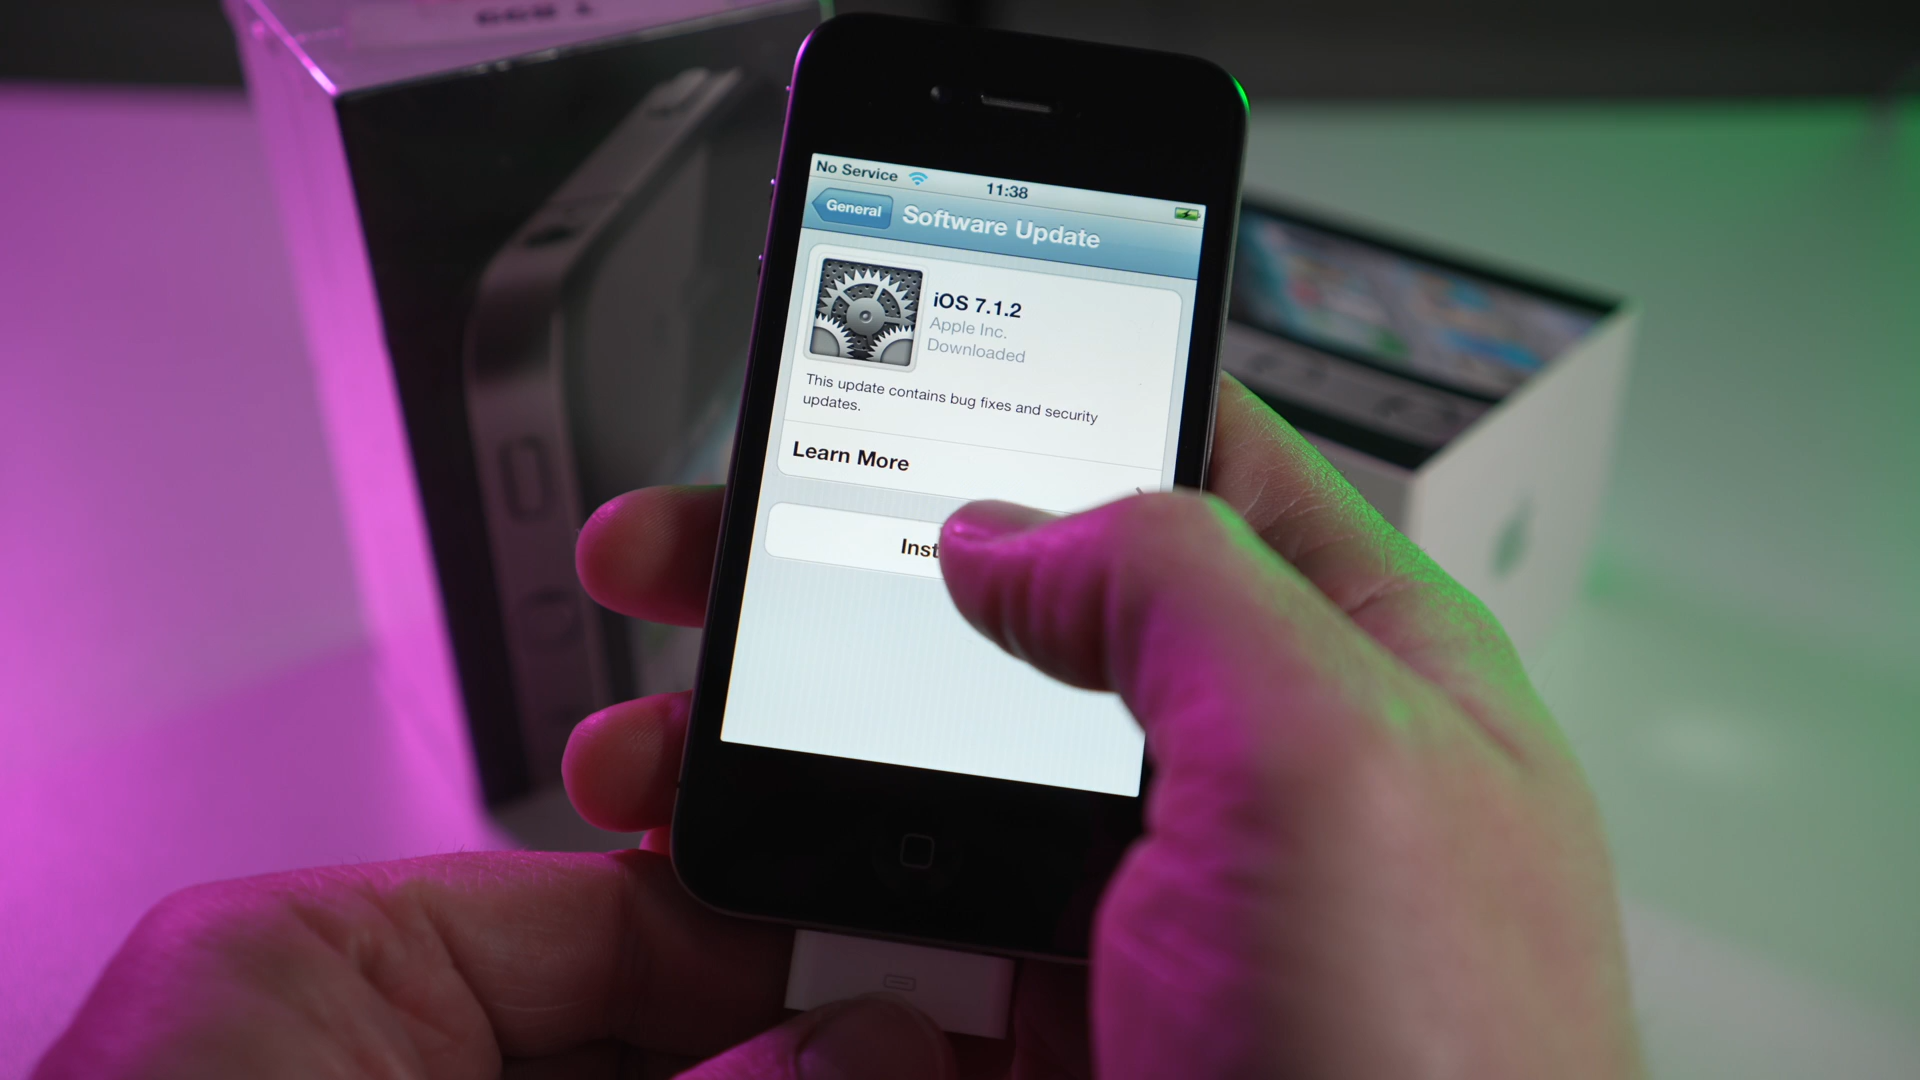 No Service
11:38
General
Software Update
iOS 7.1.2
Apple Inc.
Downloaded
This update contains bug fixes and security
updates.
Learn More
Inst